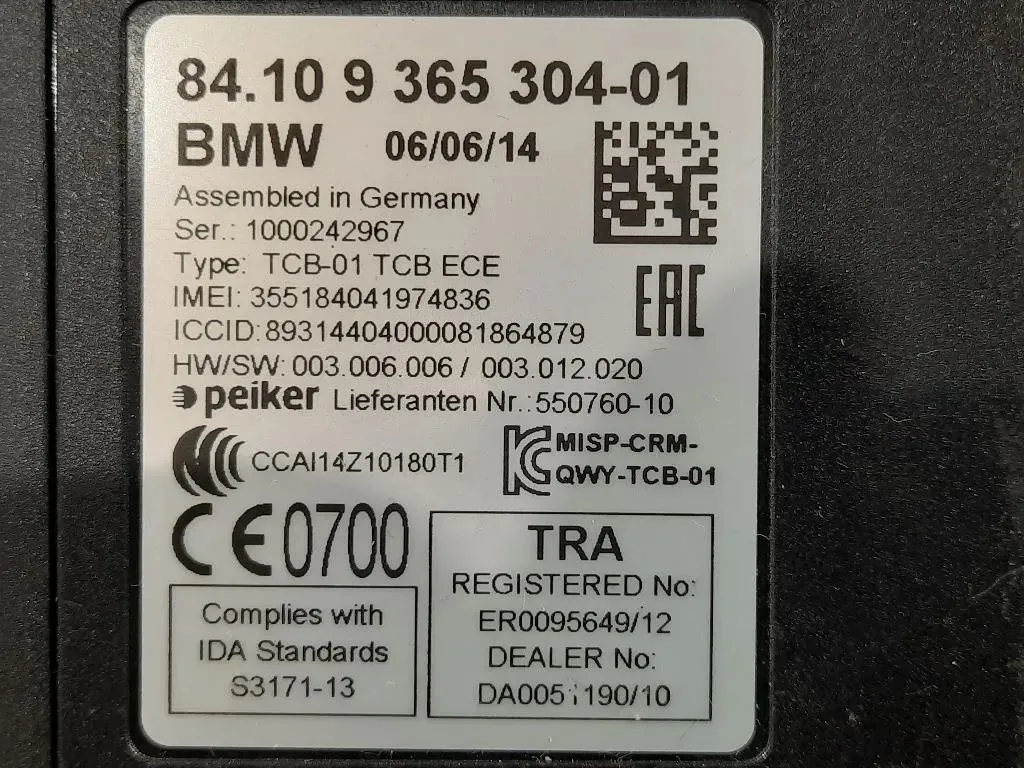 84.10 9 365 304-01
BMW 06/06/14
Assembled in Germany
Ser.: 1000242967
Type: TCB-01 TCB ECE
IMEI: 355184041974836
EAC
ICCID:89314404000081864879
HW/SW: 003.006.006 / 003.012.020
peiker Lieferanten Nr.:550760-10
CCAI14Z10180T1
MISP-CRM-
QWY-TCB-01
CE0700
Complies with
IDA Standards
S3171-13
TRA
REGISTERED No:
ER0095649/12
DEALER No: